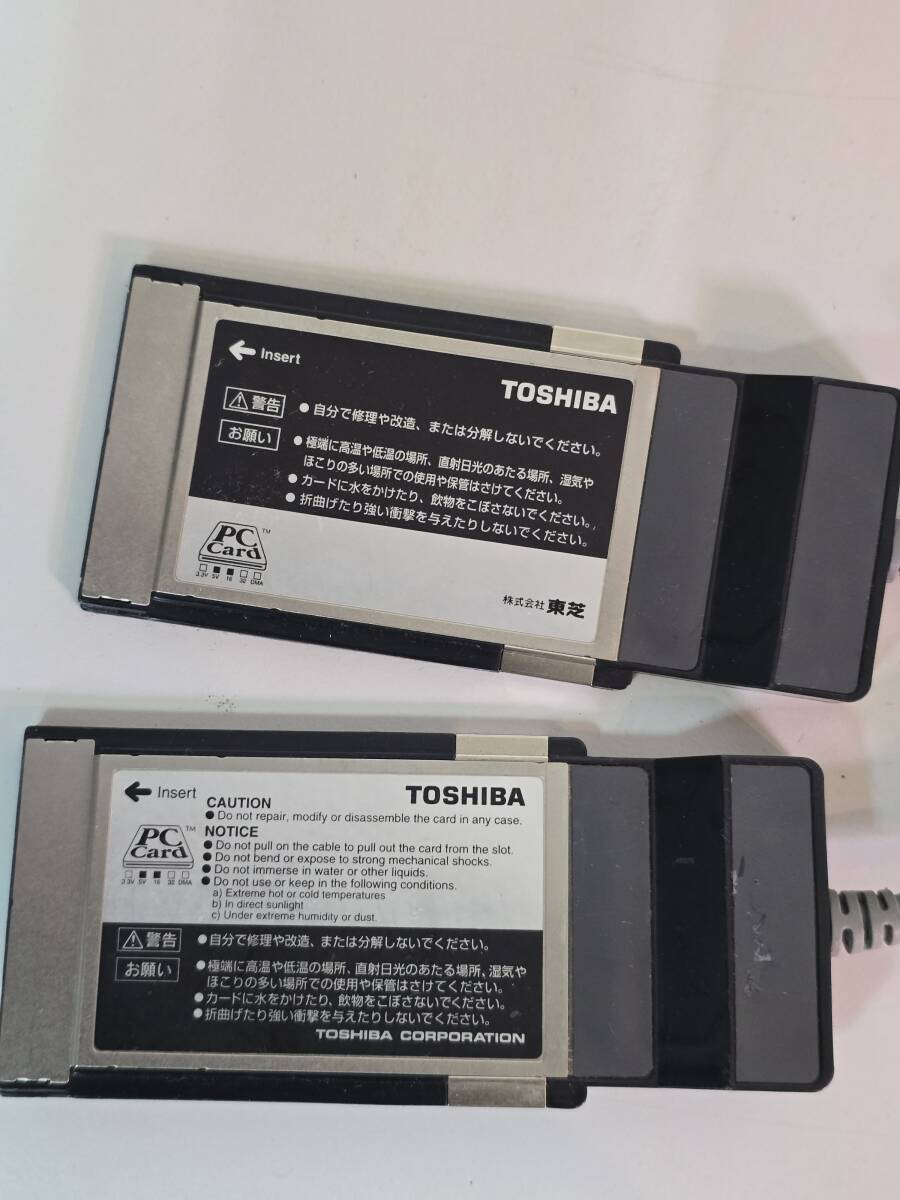 ← Insert
TOSHIBA
⚠警告
●自分で修理や改造、または分解しないでください。
お願い
●極端に高温や低温の場所、直射日光のあたる場所、湿気や
ほこりの多い場所での使用や保管はさけてください。
●カードに水をかけたり、飲物をこぼさないでください。
●折曲げたり強い衝撃を与えたりしないでください。
PC
Card™
3.3V 5V 16 32 DMA
株式会社 東芝
← Insert
TOSHIBA
CAUTION
● Do not repair, modify or disassemble the card in any case.
NOTICE
● Do not pull on the cable to pull out the card from the slot.
● Do not bend or expose to strong mechanical shocks.
● Do not immerse in water or other liquids.
● Do not use or keep in the following conditions.
a) Extreme hot or cold temperatures
b) In direct sunlight
c) Under extreme humidity or dust.
PC
Card™
3.3V 5V 16 32 DMA
⚠警告
●自分で修理や改造、または分解しないでください。
お願い
●極端に高温や低温の場所、直射日光のあたる場所、湿気や
ほこりの多い場所での使用や保管はさけてください。
●カードに水をかけたり、飲物をこぼさないでください。
●折曲げたり強い衝撃を与えたりしないでください。
TOSHIBA CORPORATION